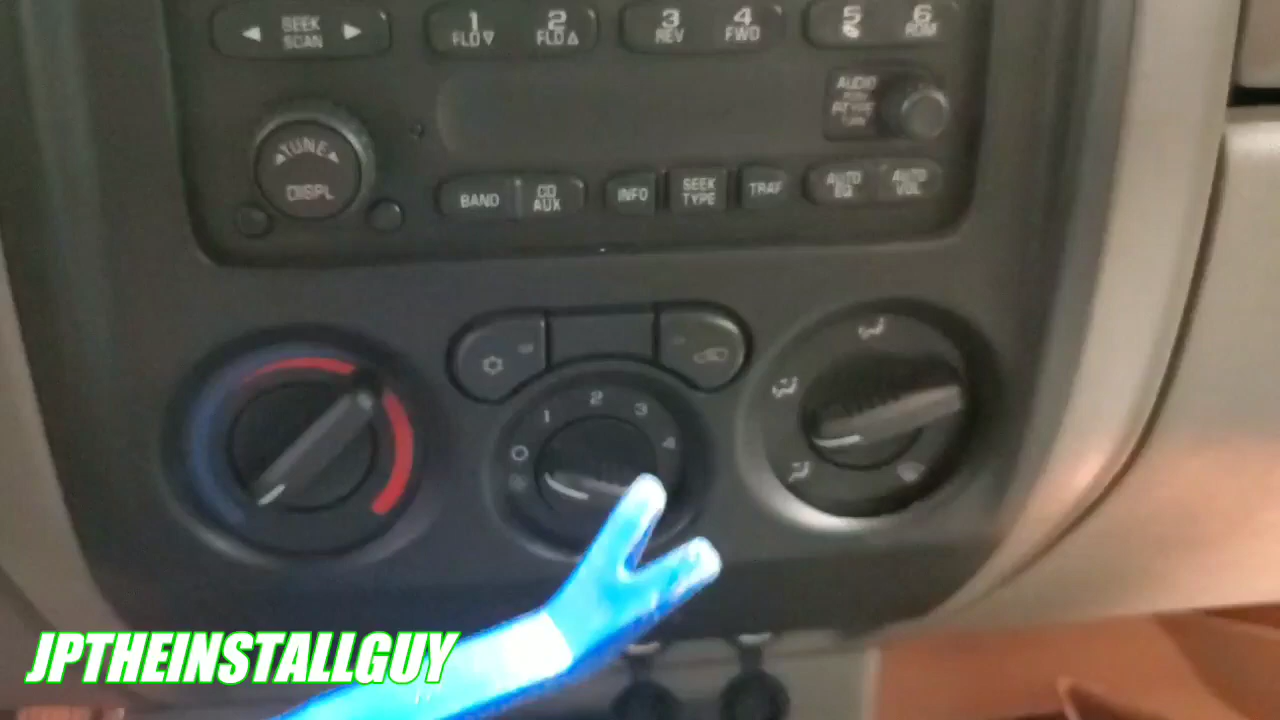 SEEK
SCAN
1
FLD
2
FLD
3
REV
4
FWD
5
6
RDM
AUDIO
TUNE
DISPL
BAND
CD
AUX
INFO
SEEK
TYPE
TRAF
AUTO
EQ
AUTO
VOL
1
2
3
4
JPTHEINSTALLGUY